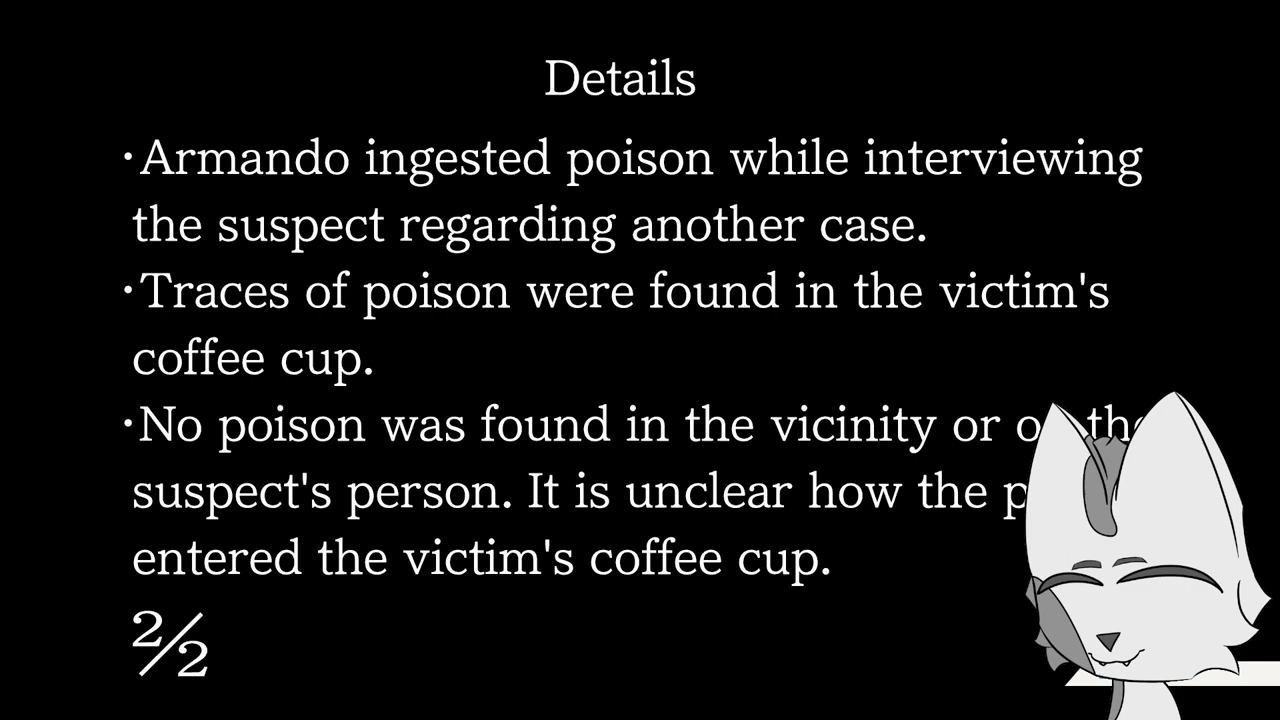 Details
·Armando ingested poison while interviewing
the suspect regarding another case.
·Traces of poison were found in the victim's
coffee cup.
·No poison was found in the vicinity or
suspect's person. It is unclear how the
entered the victim's coffee cup.
2/2